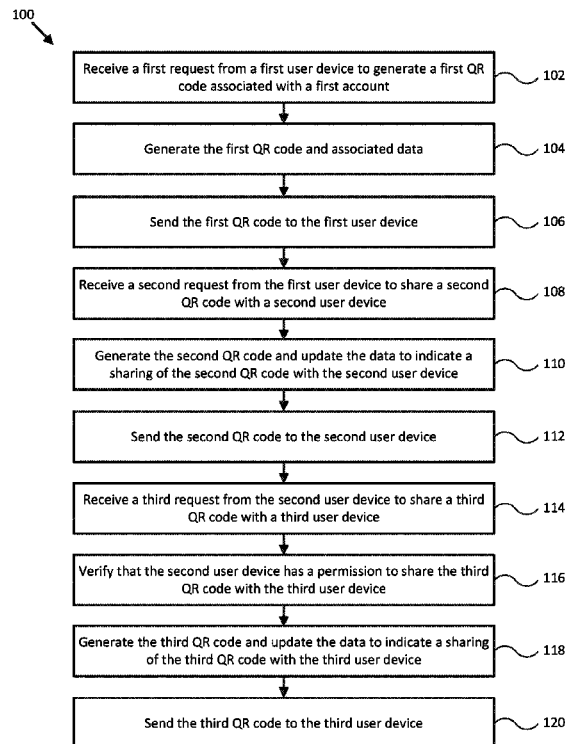 100
Receive a first request from a first user device to generate a first QR
code associated with a first account
102
Generate the first QR code and associated data
104
Send the first QR code to the first user device
106
Receive a second request from the first user device to share a second
QR code with a second user device
108
Generate the second QR code and update the data to indicate a
sharing of the second QR code with the second user device
110
Send the second QR code to the second user device
112
Receive a third request from the second user device to share a third
QR code with a third user device
114
Verify that the second user device has a permission to share the third
QR code with the third user device
116
Generate the third QR code and update the data to indicate a sharing
of the third QR code with the third user device
118
Send the third QR code to the third user device
120